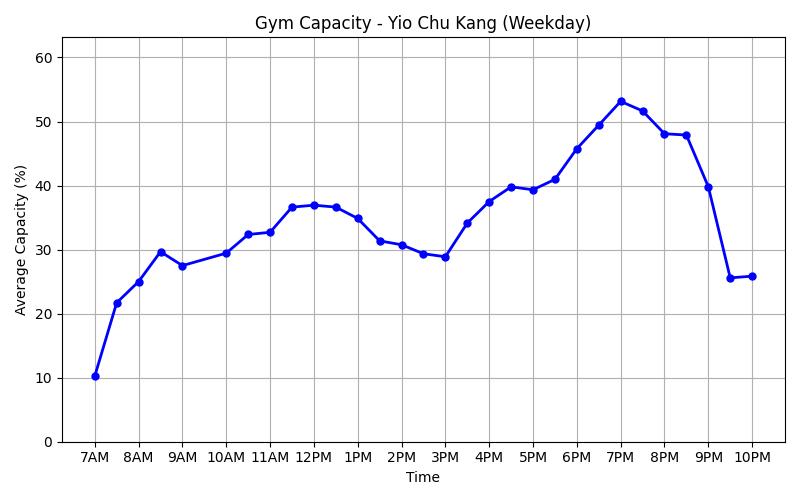 Gym Capacity - Yio Chu Kang (Weekday)
Average Capacity (%)
60
50
40
30
20
10
0
7AM 8AM 9AM 10AM 11AM 12PM 1PM 2PM 3PM 4PM 5PM 6PM 7PM 8PM 9PM 10PM
Time